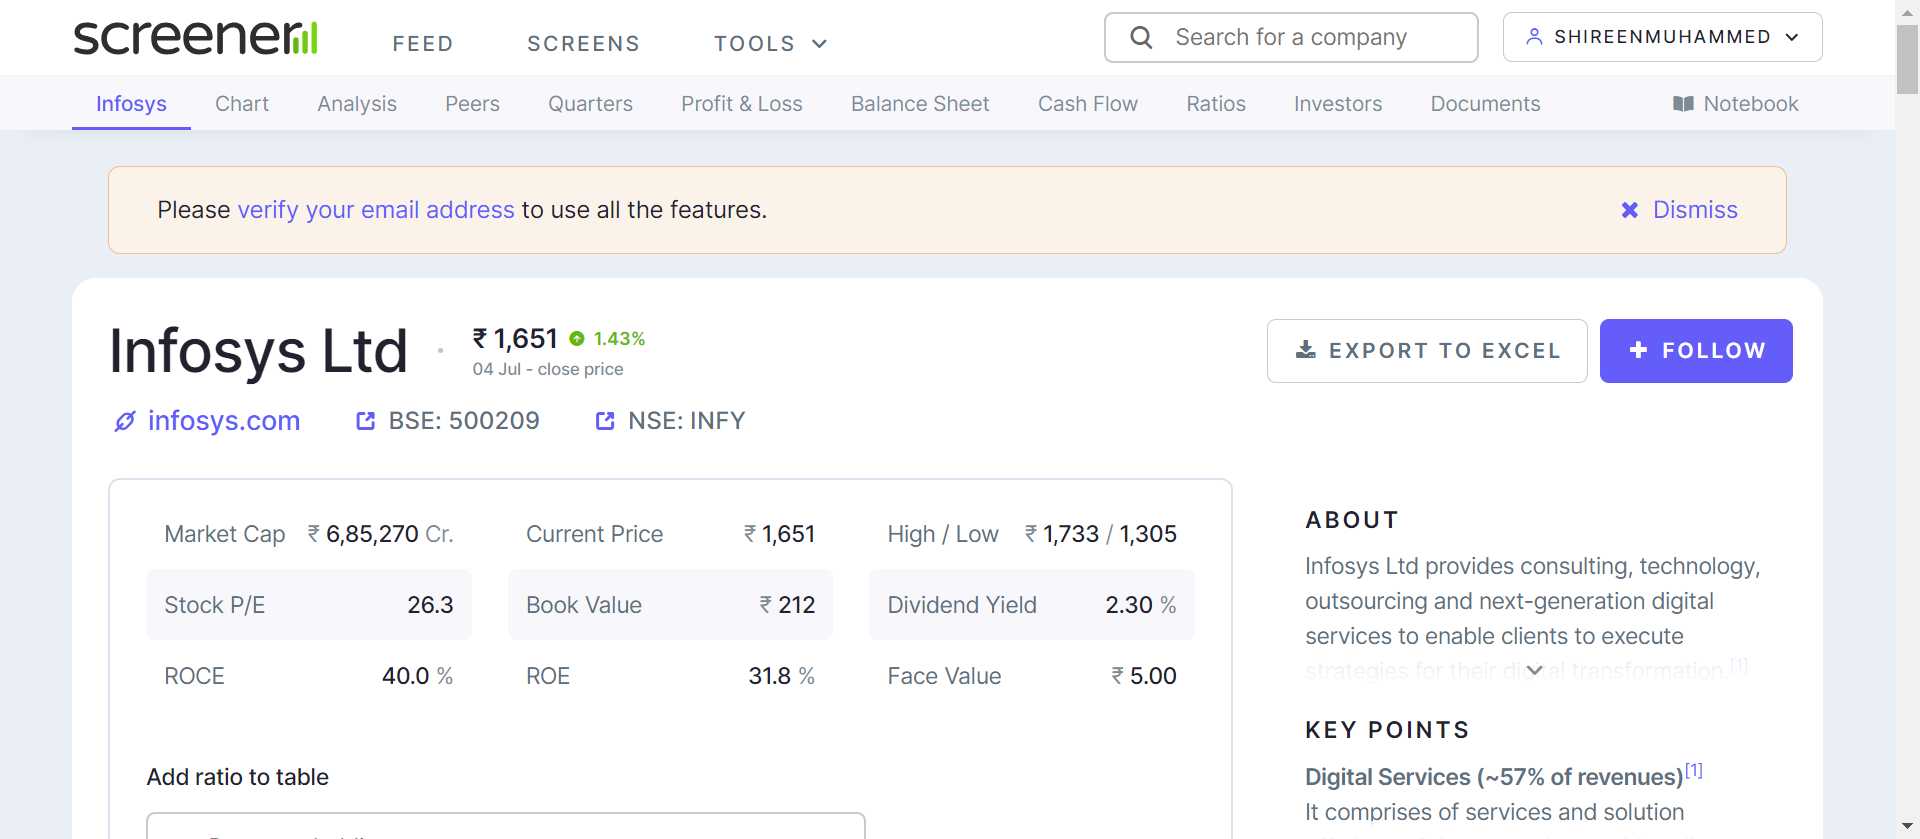 screener
FEED SCREENS TOOLS
Search for a company
SHIREENMUHAMMED
Infosys Chart Analysis Peers Quarters Profit & Loss Balance Sheet Cash Flow Ratios Investors Documents Notebook
Please verify your email address to use all the features.
Dismiss
Infosys Ltd
₹ 1,651 1.43%
04 Jul - close price
EXPORT TO EXCEL
FOLLOW
infosys.com BSE: 500209 NSE: INFY
Market Cap ₹ 6,85,270 Cr.
Current Price ₹ 1,651
High / Low ₹ 1,733 / 1,305
Stock P/E 26.3
Book Value ₹ 212
Dividend Yield 2.30 %
ROCE 40.0 %
ROE 31.8 %
Face Value ₹ 5.00
Add ratio to table
ABOUT
Infosys Ltd provides consulting, technology,
outsourcing and next-generation digital
services to enable clients to execute
strategies for their digital transformation.[1]
KEY POINTS
Digital Services (~57% of revenues)[1]
It comprises of services and solution